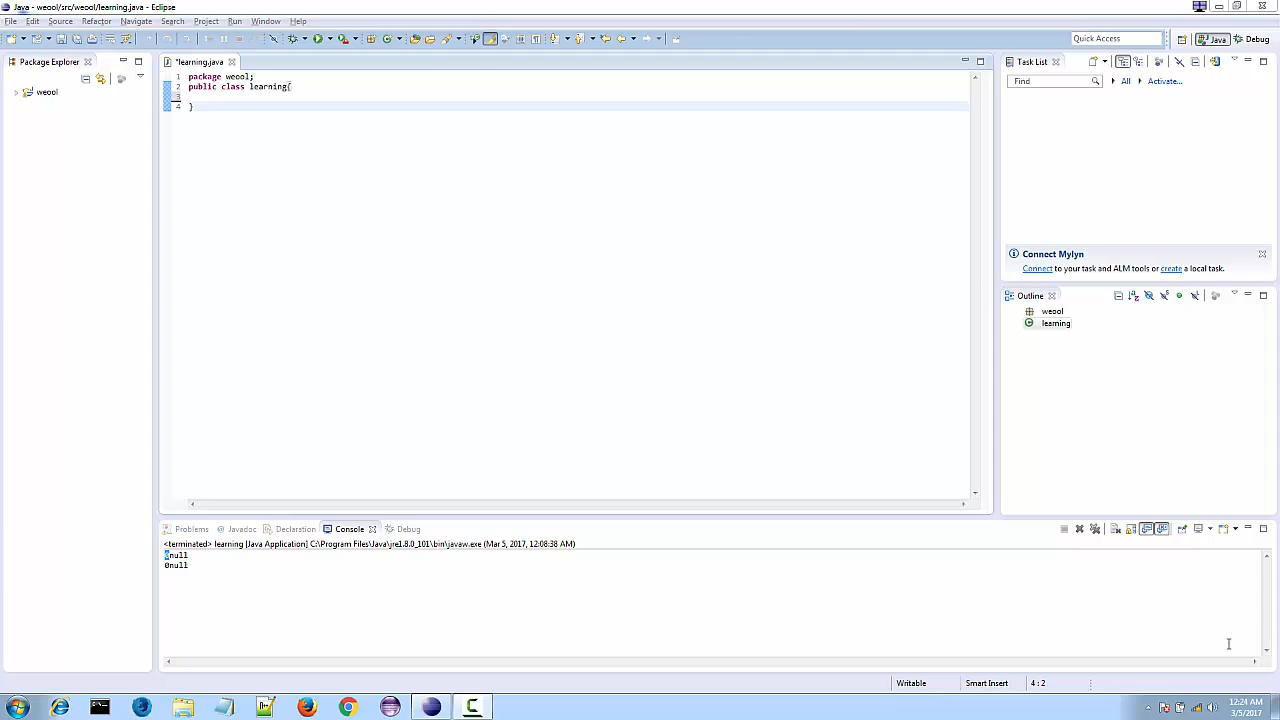 Java - weool/src/weool/learning.java - Eclipse
File Edit Source Refactor Navigate Search Project Run Window Help
Quick Access
Java
Debug
Package Explorer
weool
*learning.java
1 package weool;
2 public class learning{
3
4 }
Task List
Find
All
Activate...
Connect Mylyn
Connect to your task and ALM tools or create a local task.
Outline
weool
learning
Problems @ Javadoc Declaration Console Debug
<terminated> learning [Java Application] C:\Program Files\Java\jre1.8.0_101\bin\javaw.exe (Mar 5, 2017, 12:08:38 AM)
0null
0null
Writable
Smart Insert
4 : 2
12:24 AM
3/5/2017